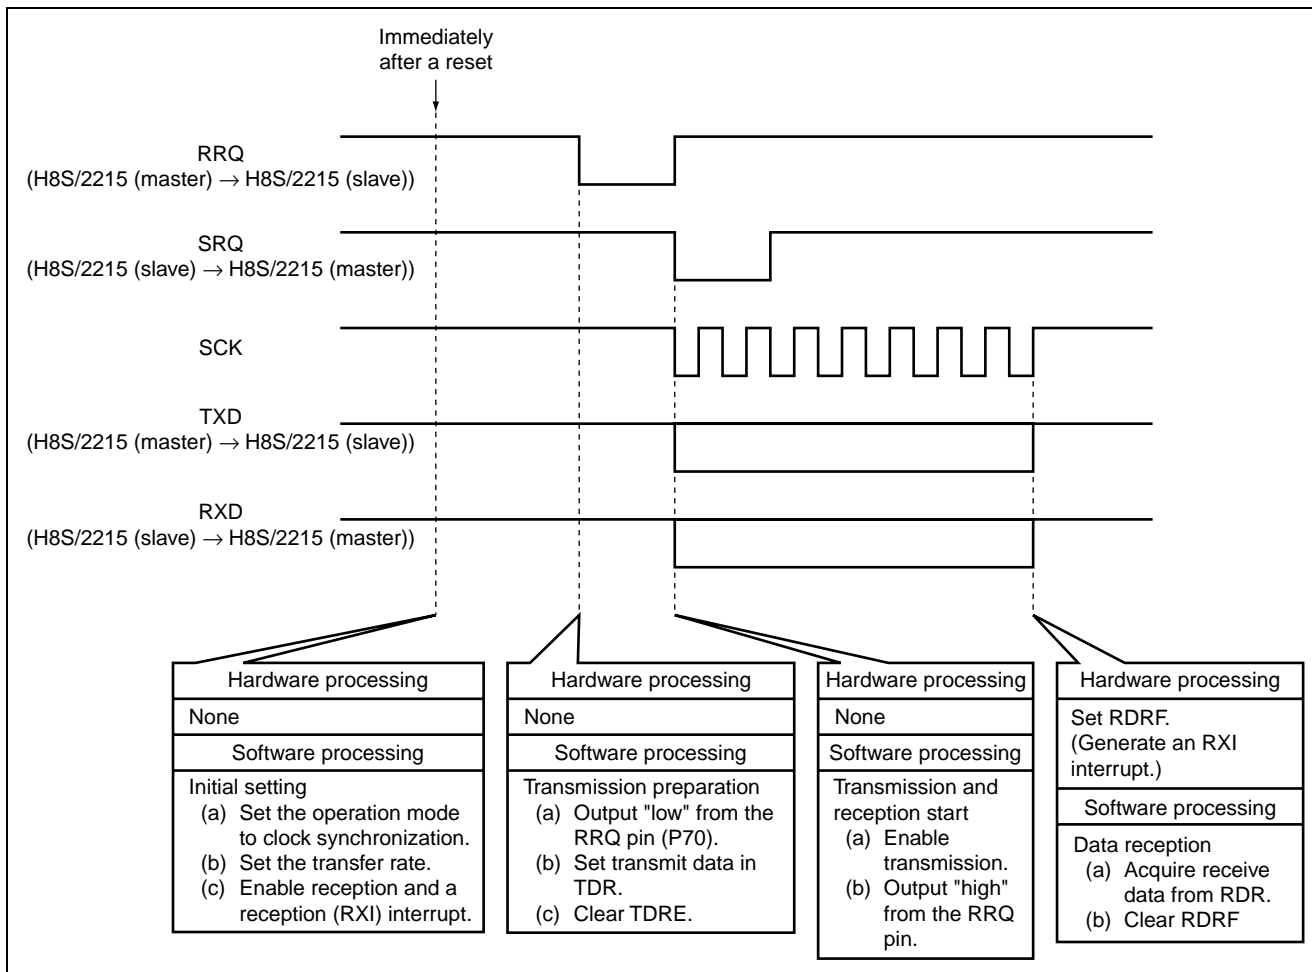 Immediately
after a reset
RRQ
(H8S/2215 (master) → H8S/2215 (slave))
SRQ
(H8S/2215 (slave) → H8S/2215 (master))
SCK
TXD
(H8S/2215 (master) → H8S/2215 (slave))
RXD
(H8S/2215 (slave) → H8S/2215 (master))
Hardware processing
None
Software processing
Initial setting
(a) Set the operation mode
to clock synchronization.
(b) Set the transfer rate.
(c) Enable reception and a
reception (RXI) interrupt.
Hardware processing
None
Software processing
Transmission preparation
(a) Output "low" from the
RRQ pin (P70).
(b) Set transmit data in
TDR.
(c) Clear TDRE.
Hardware processing
None
Software processing
Transmission and
reception start
(a) Enable
transmission.
(b) Output "high"
from the RRQ
pin.
Hardware processing
Set RDRF.
(Generate an RXI
interrupt.)
Software processing
Data reception
(a) Acquire receive
data from RDR.
(b) Clear RDRF